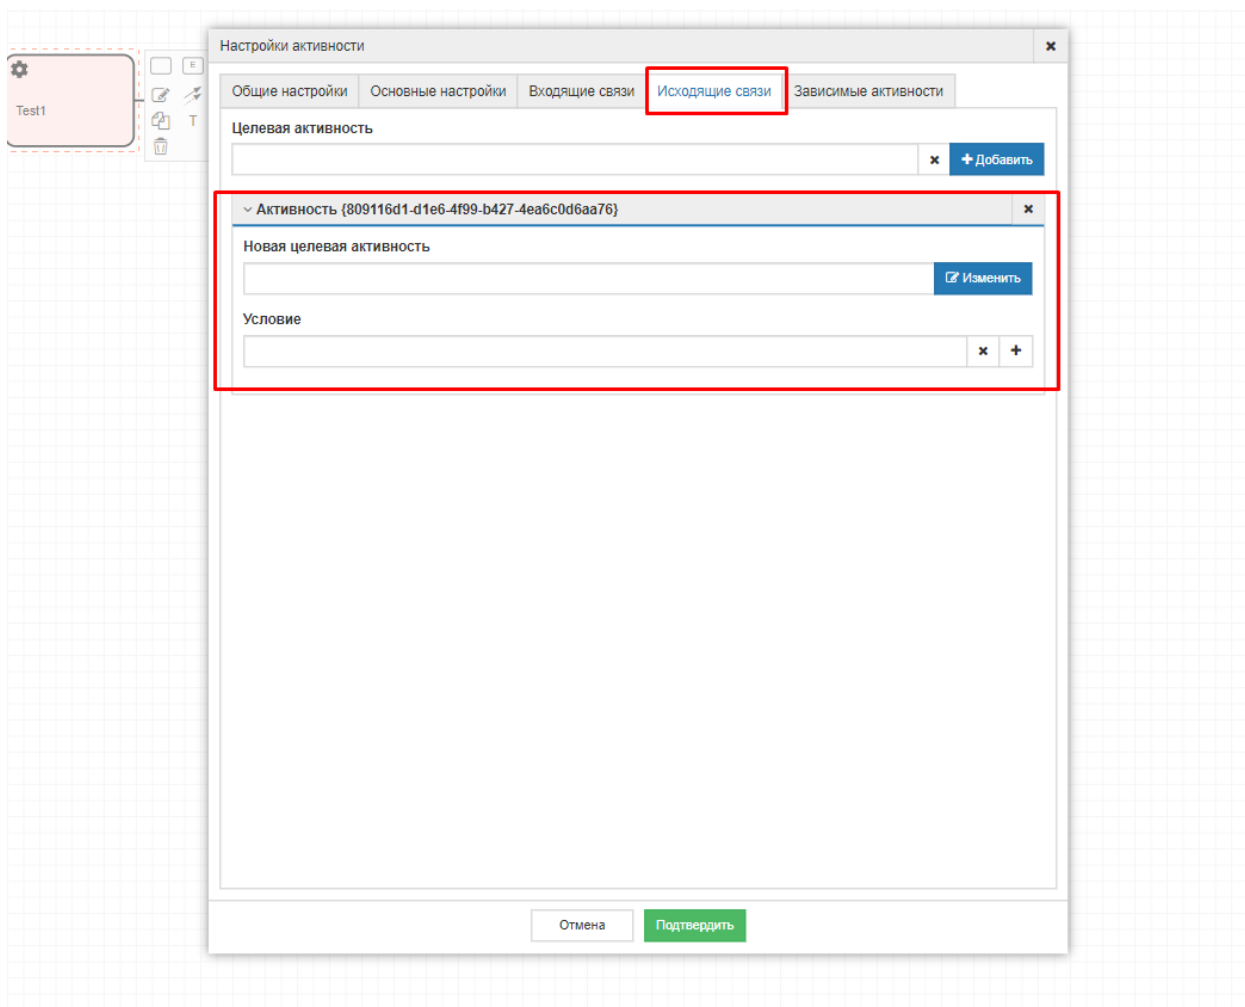 Настройки активности
E
Test1
T
Общие настройки Основные настройки Входящие связи Исходящие связи Зависимые активности
Целевая активность
Добавить
Активность {809116d1-d1e6-4f99-b427-4ea6c0d6aa76}
Новая целевая активность
Изменить
Условие
Отмена Подтвердить